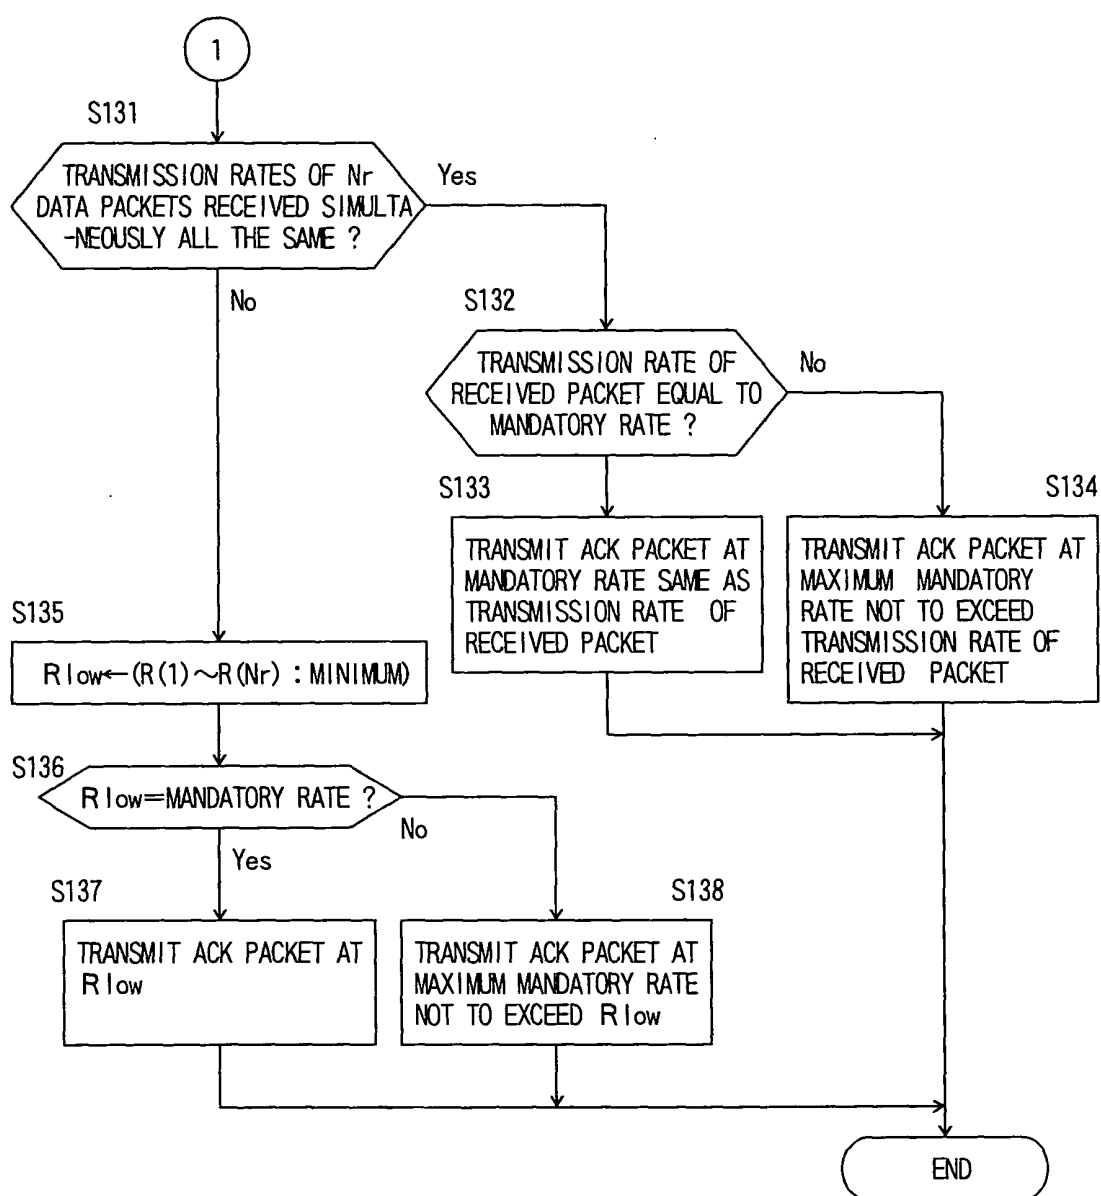 1
S131
TRANSMISSION RATES OF Nr
DATA PACKETS RECEIVED SIMULTA
-NEOUSLY ALL THE SAME ?
Yes
No
S132
TRANSMISSION RATE OF
RECEIVED PACKET EQUAL TO
MANDATORY RATE ?
No
S133
TRANSMIT ACK PACKET AT
MANDATORY RATE SAME AS
TRANSMISSION RATE OF
RECEIVED PACKET
S134
TRANSMIT ACK PACKET AT
MAXIMUM MANDATORY
RATE NOT TO EXCEED
TRANSMISSION RATE OF
RECEIVED PACKET
S135
Rlow←(R(1)~R(Nr) : MINIMUM)
S136
Rlow=MANDATORY RATE ?
No
Yes
S137
TRANSMIT ACK PACKET AT
Rlow
S138
TRANSMIT ACK PACKET AT
MAXIMUM MANDATORY RATE
NOT TO EXCEED Rlow
END